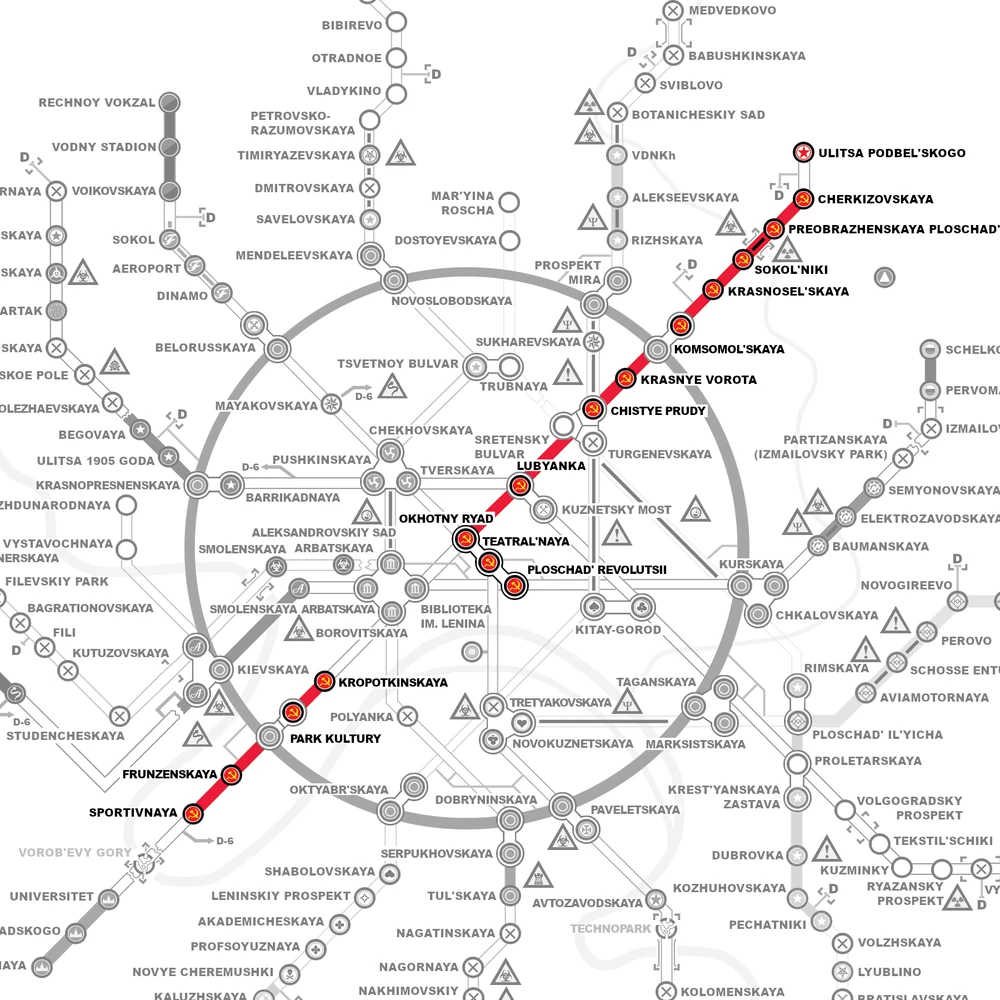 BIBIREVO
MEDVEDKOVO
OTRADNOE
D
BABUSHKINSKAYA
D
VLADYKINO
SVIBLOVO
RECHNOY VOKZAL
PETROVSKO-
RAZUMOVSKAYA
BOTANICHESKIY SAD
VODNY STADION
TIMIRYAZEVSKAYA
VDNKh
ULITSA PODBEL'SKOGO
D
RNAYA
VOIKOVSKAYA
DMITROVSKAYA
MAR'YINA
ROSCHA
ALEKSEEVSKAYA
D
CHERKIZOVSKAYA
D
SAVELOVSKAYA
PREOBRAZHENSKAYA PLOSCHAD'
SKAYA
SOKOL
DOSTOYEVSKAYA
RIZHSKAYA
MENDELEEVSKAYA
AEROPORT
PROSPEKT
MIRA
D
SOKOL'NIKI
SKAYA
DINAMO
NOVOSLOBODSKAYA
KRASNOSEL'SKAYA
ARTAK
SKAYA
BELORUSSKAYA
SUKHAREVSKAYA
KOMSOMOL'SKAYA
SCHELKO
SKOE POLE
TSVETNOY BULVAR
TRUBNAYA
KRASNYE VOROTA
PERVOMA
OLEZHAEVSKAYA
MAYAKOVSKAYA
D-6
CHISTYE PRUDY
D
D
IZMAILOV
BEGOVAYA
CHEKHOVSKAYA
SRETENSKY
BULVAR
TURGENEVSKAYA
PARTIZANSKAYA
(IZMAILOVSKY PARK)
ULITSA 1905 GODA
PUSHKINSKAYA
D-6
TVERSKAYA
LUBYANKA
KRASNOPRESNENSKAYA
BARRIKADNAYA
SEMYONOVSKAYA
ZHDUNARODNAYA
KUZNETSKY MOST
OKHOTNY RYAD
ELEKTROZAVODSKAYA
ALEKSANDROVSKIY SAD
VYSTAVOCHNAYA
NERSKAYA
SMOLENSKAYA
ARBATSKAYA
TEATRAL'NAYA
BAUMANSKAYA
PLOSCHAD' REVOLUTSII
KURSKAYA
D
FILEVSKIY PARK
NOVOGIREEVO
BAGRATIONOVSKAYA
SMOLENSKAYA
ARBATSKAYA
BIBLIOTEKA
IM. LENINA
KITAY-GOROD
CHKALOVSKAYA
FILI
BOROVITSKAYA
PEROVO
D
KUTUZOVSKAYA
KIEVSKAYA
RIMSKAYA
SCHOSSE ENTU
KROPOTKINSKAYA
TAGANSKAYA
AVIAMOTORNAYA
TRETYAKOVSKAYA
D-6
STUDENCHESKAYA
POLYANKA
PARK KULTURY
NOVOKUZNETSKAYA
MARKSISTSKAYA
PLOSCHAD' IL'YICHA
PROLETARSKAYA
FRUNZENSKAYA
OKTYABR'SKAYA
DOBRYNINSKAYA
PAVELETSKAYA
KREST'YANSKAYA
ZASTAVA
VOLGOGRADSKY
PROSPEKT
SPORTIVNAYA
D-6
TEKSTIL'SCHIKI
VOROB'EVY GORY
SERPUKHOVSKAYA
DUBROVKA
KUZMINKY
SHABOLOVSKAYA
RYAZANSKY
PROSPEKT
D
VY
UNIVERSITET
LENINSKIY PROSPEKT
TUL'SKAYA
AVTOZAVODSKAYA
KOZHUHOVSKAYA
D
ADSKOGO
AKADEMICHESKAYA
NAGATINSKAYA
TECHNOPARK
PECHATNIKI
PROFSOYUZNAYA
VOLZHSKAYA
NAYA
NOVYE CHEREMUSHKI
NAGORNAYA
LYUBLINO
KALUZHSKAYA
NAKHIMOVSKIY
KOLOMENSKAYA
BRATISLAVSKAYA